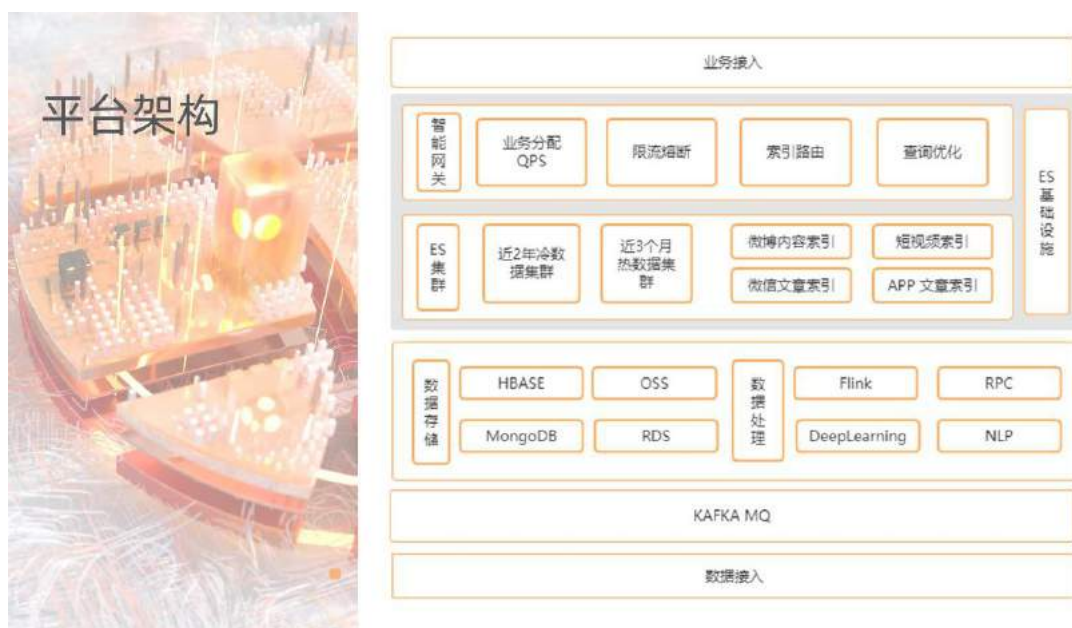 平台架构
业务接入
智
能
网
关
业务分配
QPS
限流熔断
索引路由
查询优化
ES
基
础
设
施
ES
集
群
近2年冷数
据集群
近3个月
热数据集
群
微博内容索引
短视频索引
微信文章索引
APP 文章索引
数
据
存
储
HBASE
OSS
MongoDB
RDS
数
据
处
理
Flink
RPC
DeepLearning
NLP
KAFKA MQ
数据接入